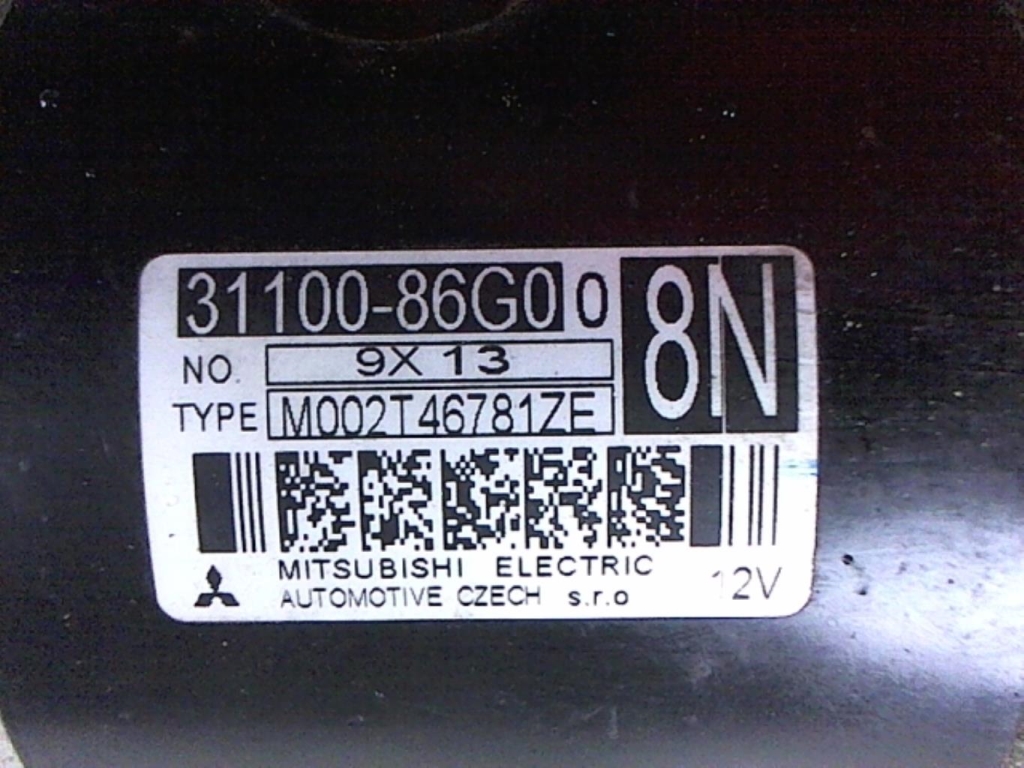 31100-86G00 8N
NO. 9X 13
TYPE M002T46781ZE
MITSUBISHI ELECTRIC
AUTOMOTIVE CZECH s.r.o 12V